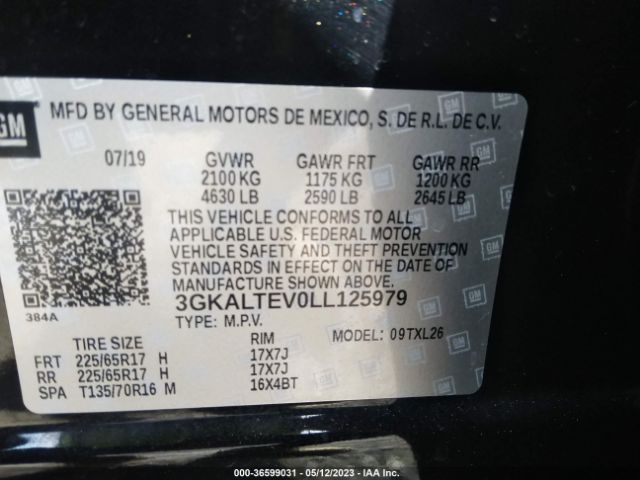 GM
MFD BY GENERAL MOTORS DE MEXICO, S. DE R.L. DE C.V.
07/19 GVWR GAWR FRT GAWR RR
2100 KG 1175 KG 1200 KG
4630 LB 2590 LB 2645 LB
THIS VEHICLE CONFORMS TO ALL
APPLICABLE U.S. FEDERAL MOTOR
VEHICLE SAFETY AND THEFT PREVENTION
STANDARDS IN EFFECT ON THE DATE OF
MANUFACTURE SHOWN ABOVE.
384A 3GKALTEV0LL125979
TYPE: M.P.V. MODEL: 09TXL26
TIRE SIZE RIM
FRT 225/65R17 H 17X7J
RR 225/65R17 H 17X7J
SPA T135/70R16 M 16X4BT
000-36599031 - 05/12/2023 - IAA Inc.